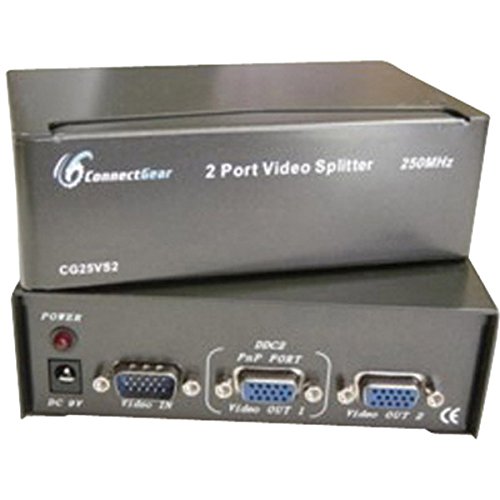 ConnectGear
2 Port Video Splitter 250MHz
CG25VS2
POWER
DDC2
PnP PORT
DC 9V
Video IN
Video OUT 1
Video OUT 2
CE